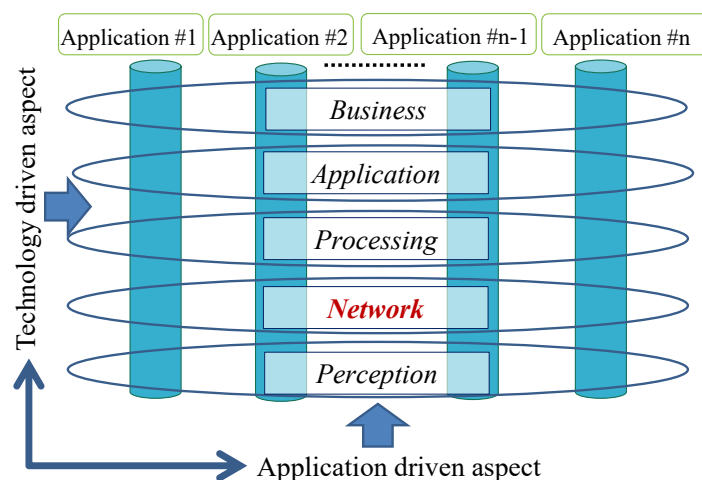 Application #1
Application #2
Application #n-1
Application #n
Business
Application
Processing
Network
Perception
Technology driven aspect
Application driven aspect